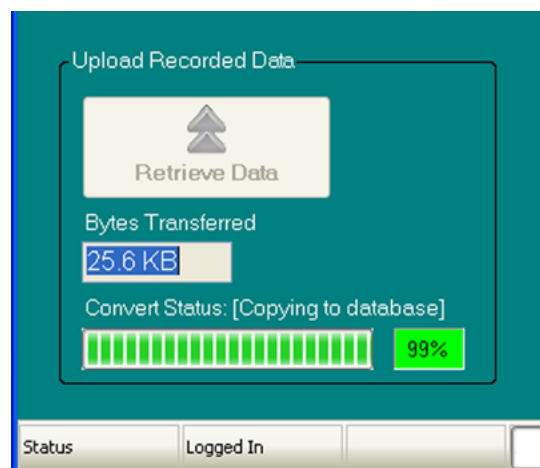 Upload Recorded Data
Retrieve Data
Bytes Transferred
25.6 KB
Convert Status: [Copying to database]
99%
Status Logged In